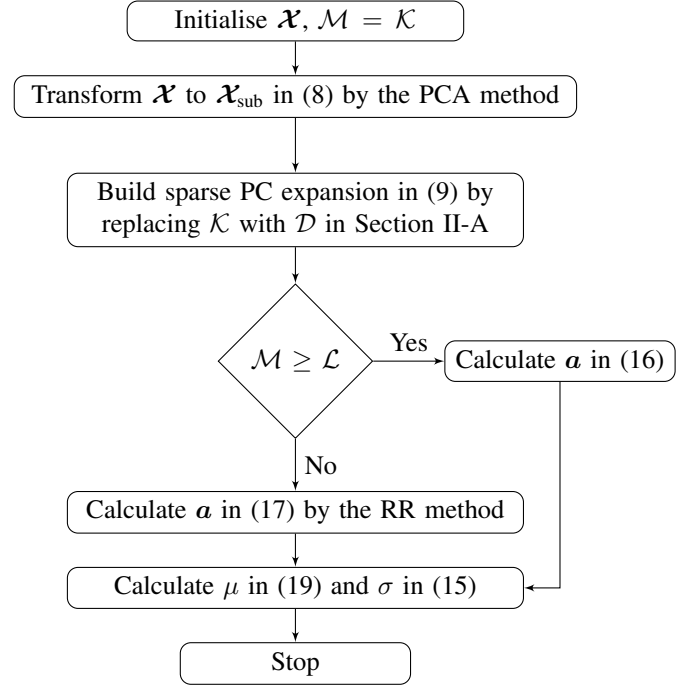 Initialise 𝓧, ℳ = 𝒦
Transform 𝓧 to 𝓧_sub in (8) by the PCA method
Build sparse PC expansion in (9) by
replacing 𝒦 with 𝒟 in Section II-A
ℳ ≥ ℒ
Yes
Calculate 𝒂 in (16)
No
Calculate 𝒂 in (17) by the RR method
Calculate μ in (19) and σ in (15)
Stop